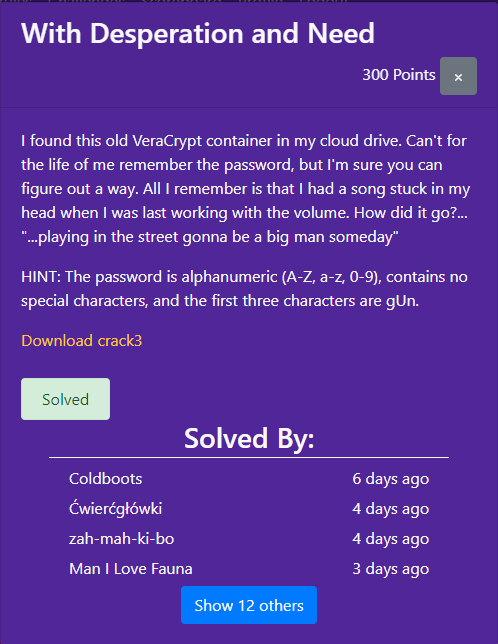 With Desperation and Need
300 Points ×
I found this old VeraCrypt container in my cloud drive. Can't for
the life of me remember the password, but I'm sure you can
figure out a way. All I remember is that I had a song stuck in my
head when I was last working with the volume. How did it go?...
"...playing in the street gonna be a big man someday"
HINT: The password is alphanumeric (A-Z, a-z, 0-9), contains no
special characters, and the first three characters are gUn.
Download crack3
Solved
Solved By:
Coldboots 6 days ago
Ćwierćgłówki 4 days ago
zah-mah-ki-bo 4 days ago
Man I Love Fauna 3 days ago
Show 12 others